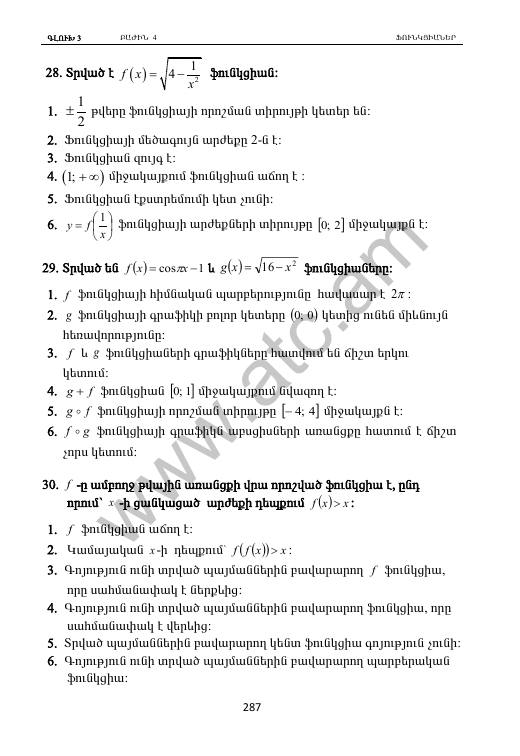 ԳԼՈՒԽ 3 ԲԱԺԻՆ 4 ՖՈՒՆԿՑԻԱՆԵՐ
28. Տրված է f(x) = √(4 − 1/x²) ֆունկցիան:
1. ± 1/2 թվերը ֆունկցիայի որոշման տիրույթի կետեր են:
2. Ֆունկցիայի մեծագույն արժեքը 2-ն է:
3. Ֆունկցիան զույգ է:
4. (1; +∞) միջակայքում ֆունկցիան աճող է :
5. Ֆունկցիան էքստրեմումի կետ չունի:
6. y = f(1/x) ֆունկցիայի արժեքների տիրույթը [0; 2] միջակայքն է:
29. Տրված են f(x) = cos πx − 1 և g(x) = √(16 − x²) ֆունկցիաները:
1. f ֆունկցիայի հիմնական պարբերությունը հավասար է 2π :
2. g ֆունկցիայի գրաֆիկի բոլոր կետերը (0; 0) կետից ունեն միևնույն
հեռավորությունը:
3. f և g ֆունկցիաների գրաֆիկները հատվում են ճիշտ երկու
կետում:
4. g + f ֆունկցիան [0; 1] միջակայքում նվազող է:
5. g ∘ f ֆունկցիայի որոշման տիրույթը [− 4; 4] միջակայքն է:
6. f ∘ g ֆունկցիայի գրաֆիկն աբսցիսների առանցքը հատում է ճիշտ
չորս կետում:
30. f -ը ամբողջ թվային առանցքի վրա որոշված ֆունկցիա է, ընդ
որում՝ x -ի ցանկացած արժեքի դեպքում f(x) > x :
1. f ֆունկցիան աճող է:
2. Կամայական x -ի դեպքում՝ f(f(x)) > x :
3. Գոյություն ունի տրված պայմաններին բավարարող f ֆունկցիա,
որը սահմանափակ է ներքևից:
4. Գոյություն ունի տրված պայմաններին բավարարող ֆունկցիա, որը
սահմանափակ է վերևից:
5. Տրված պայմաններին բավարարող կենտ ֆունկցիա գոյություն չունի:
6. Գոյություն ունի տրված պայմաններին բավարարող պարբերական
ֆունկցիա:
www.atc.am
287